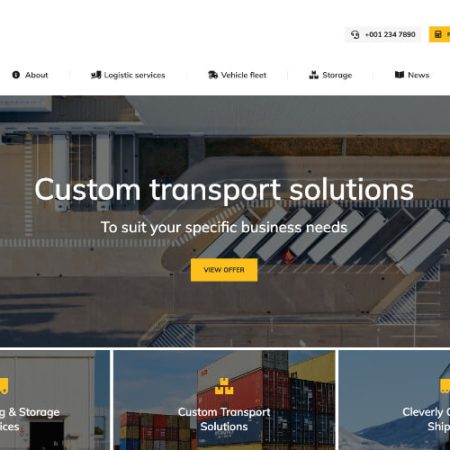 +001 234 7890
About
Logistic services
Vehicle fleet
Storage
News
Custom transport solutions
To suit your specific business needs
VIEW OFFER
g & Storage
ices
Custom Transport
Solutions
Cleverly
Ship